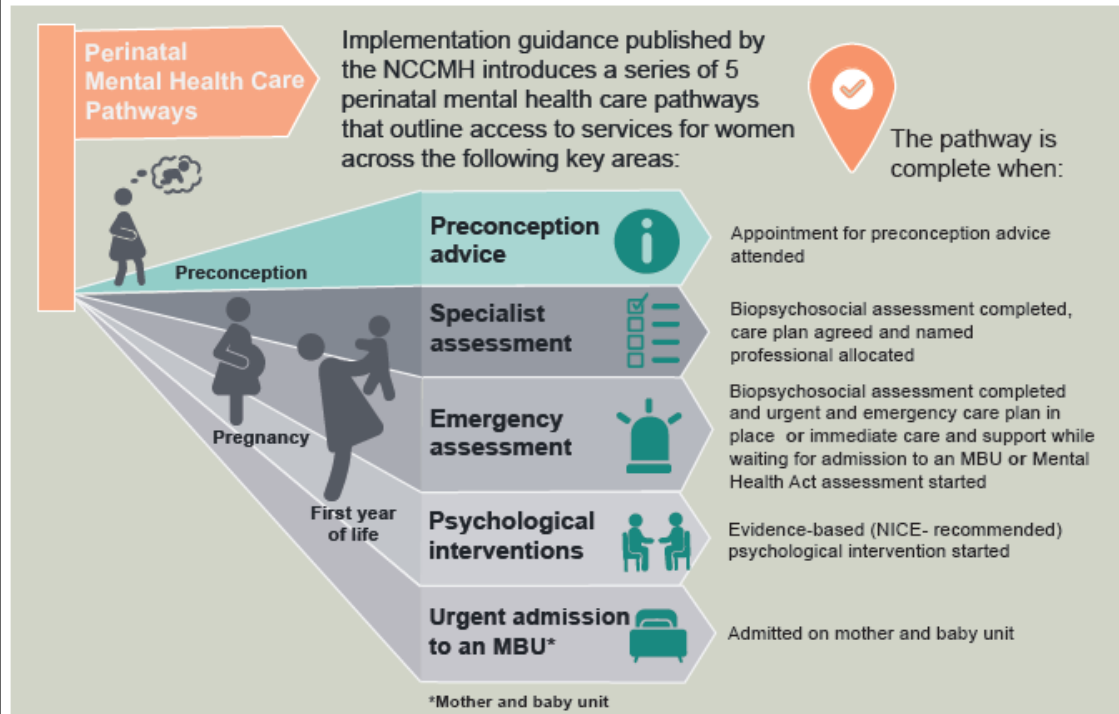 Perinatal
Mental Health Care
Pathways
Implementation guidance published by
the NCCMH introduces a series of 5
perinatal mental health care pathways
that outline access to services for women
across the following key areas:
The pathway is
complete when:
Preconception
Pregnancy
First year
of life
Preconception
advice
Appointment for preconception advice
attended
Specialist
assessment
Biopsychosocial assessment completed,
care plan agreed and named
professional allocated
Emergency
assessment
Biopsychosocial assessment completed
and urgent and emergency care plan in
place or immediate care and support while
waiting for admission to an MBU or Mental
Health Act assessment started
Psychological
interventions
Evidence-based (NICE- recommended)
psychological intervention started
Urgent admission
to an MBU*
Admitted on mother and baby unit
*Mother and baby unit